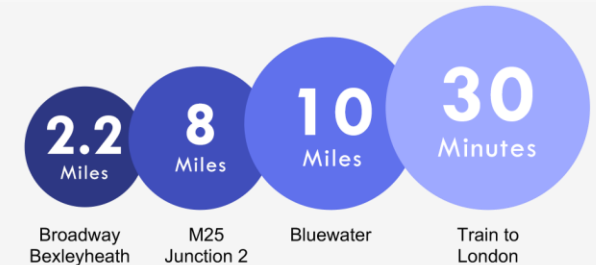 2.2
Miles
8
Miles
10
Miles
30
Minutes
Broadway
Bexleyheath
M25
Junction 2
Bluewater
Train to
London